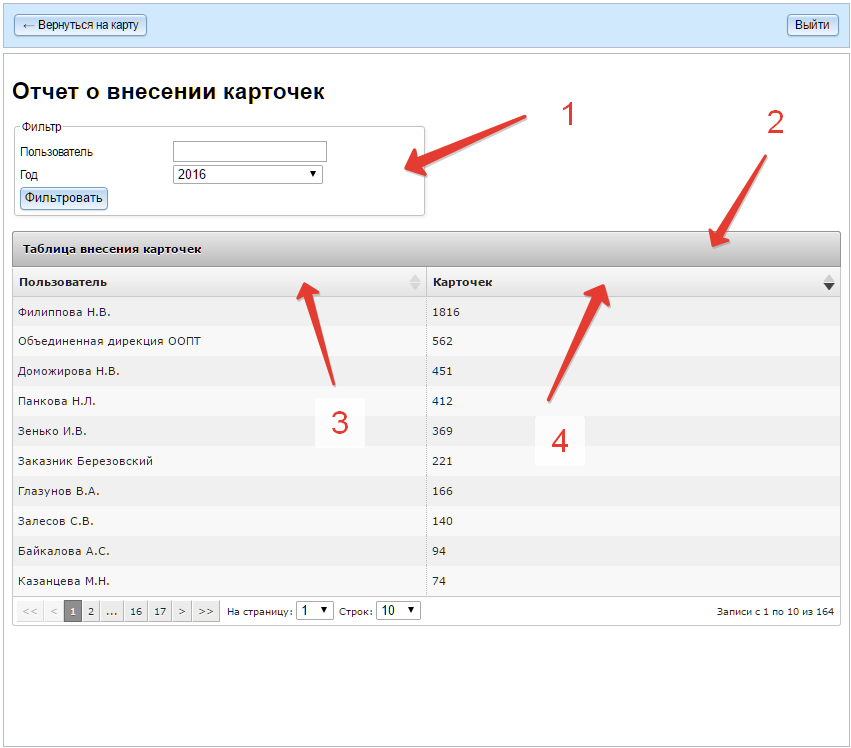 ← Вернуться на карту Выйти
Отчет о внесении карточек
1
2
Фильтр
Пользователь
Год 2016
Фильтровать
Таблица внесения карточек
Пользователь Карточек
Филиппова Н.В. 1816
Объединенная дирекция ООПТ 562
Доможирова Н.В. 451
Панкова Н.Л. 412
3
4
Зенько И.В. 369
Заказник Березовский 221
Глазунов В.А. 166
Залесов С.В. 140
Байкалова А.С. 94
Казанцева М.Н. 74
<< < 1 2 ... 16 17 > >> На страницу: 1 Строк: 10 Записи с 1 по 10 из 164